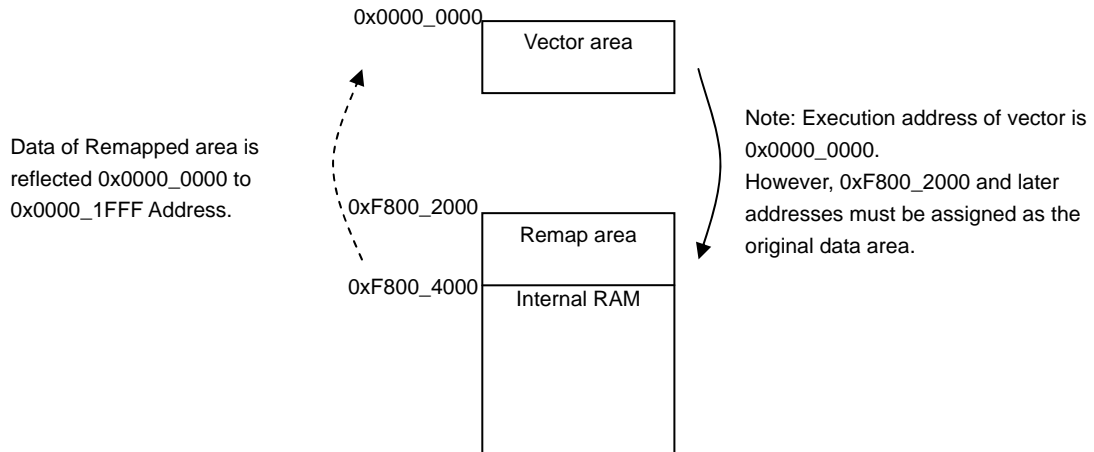 0x0000_0000
Vector area
Data of Remapped area is
reflected 0x0000_0000 to
0x0000_1FFF Address.
Note: Execution address of vector is
0x0000_0000.
However, 0xF800_2000 and later
addresses must be assigned as the
original data area.
0xF800_2000
Remap area
0xF800_4000
Internal RAM